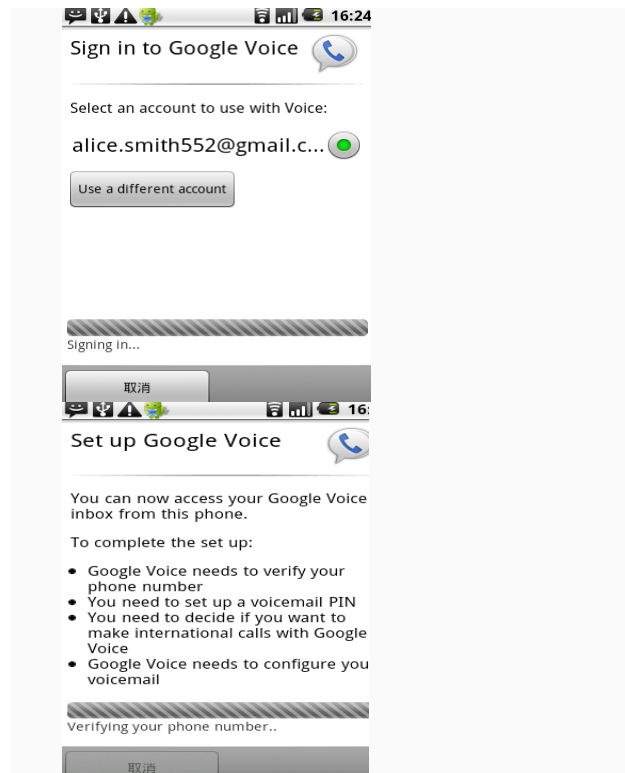 16:24
Sign in to Google Voice
Select an account to use with Voice:
alice.smith552@gmail.c...
Use a different account
Signing in...
取消
16:
Set up Google Voice
You can now access your Google Voice
inbox from this phone.
To complete the set up:
Google Voice needs to verify your
phone number
You need to set up a voicemail PIN
You need to decide if you want to
make international calls with Google
Voice
Google Voice needs to configure you
voicemail
Verifying your phone number..
取消